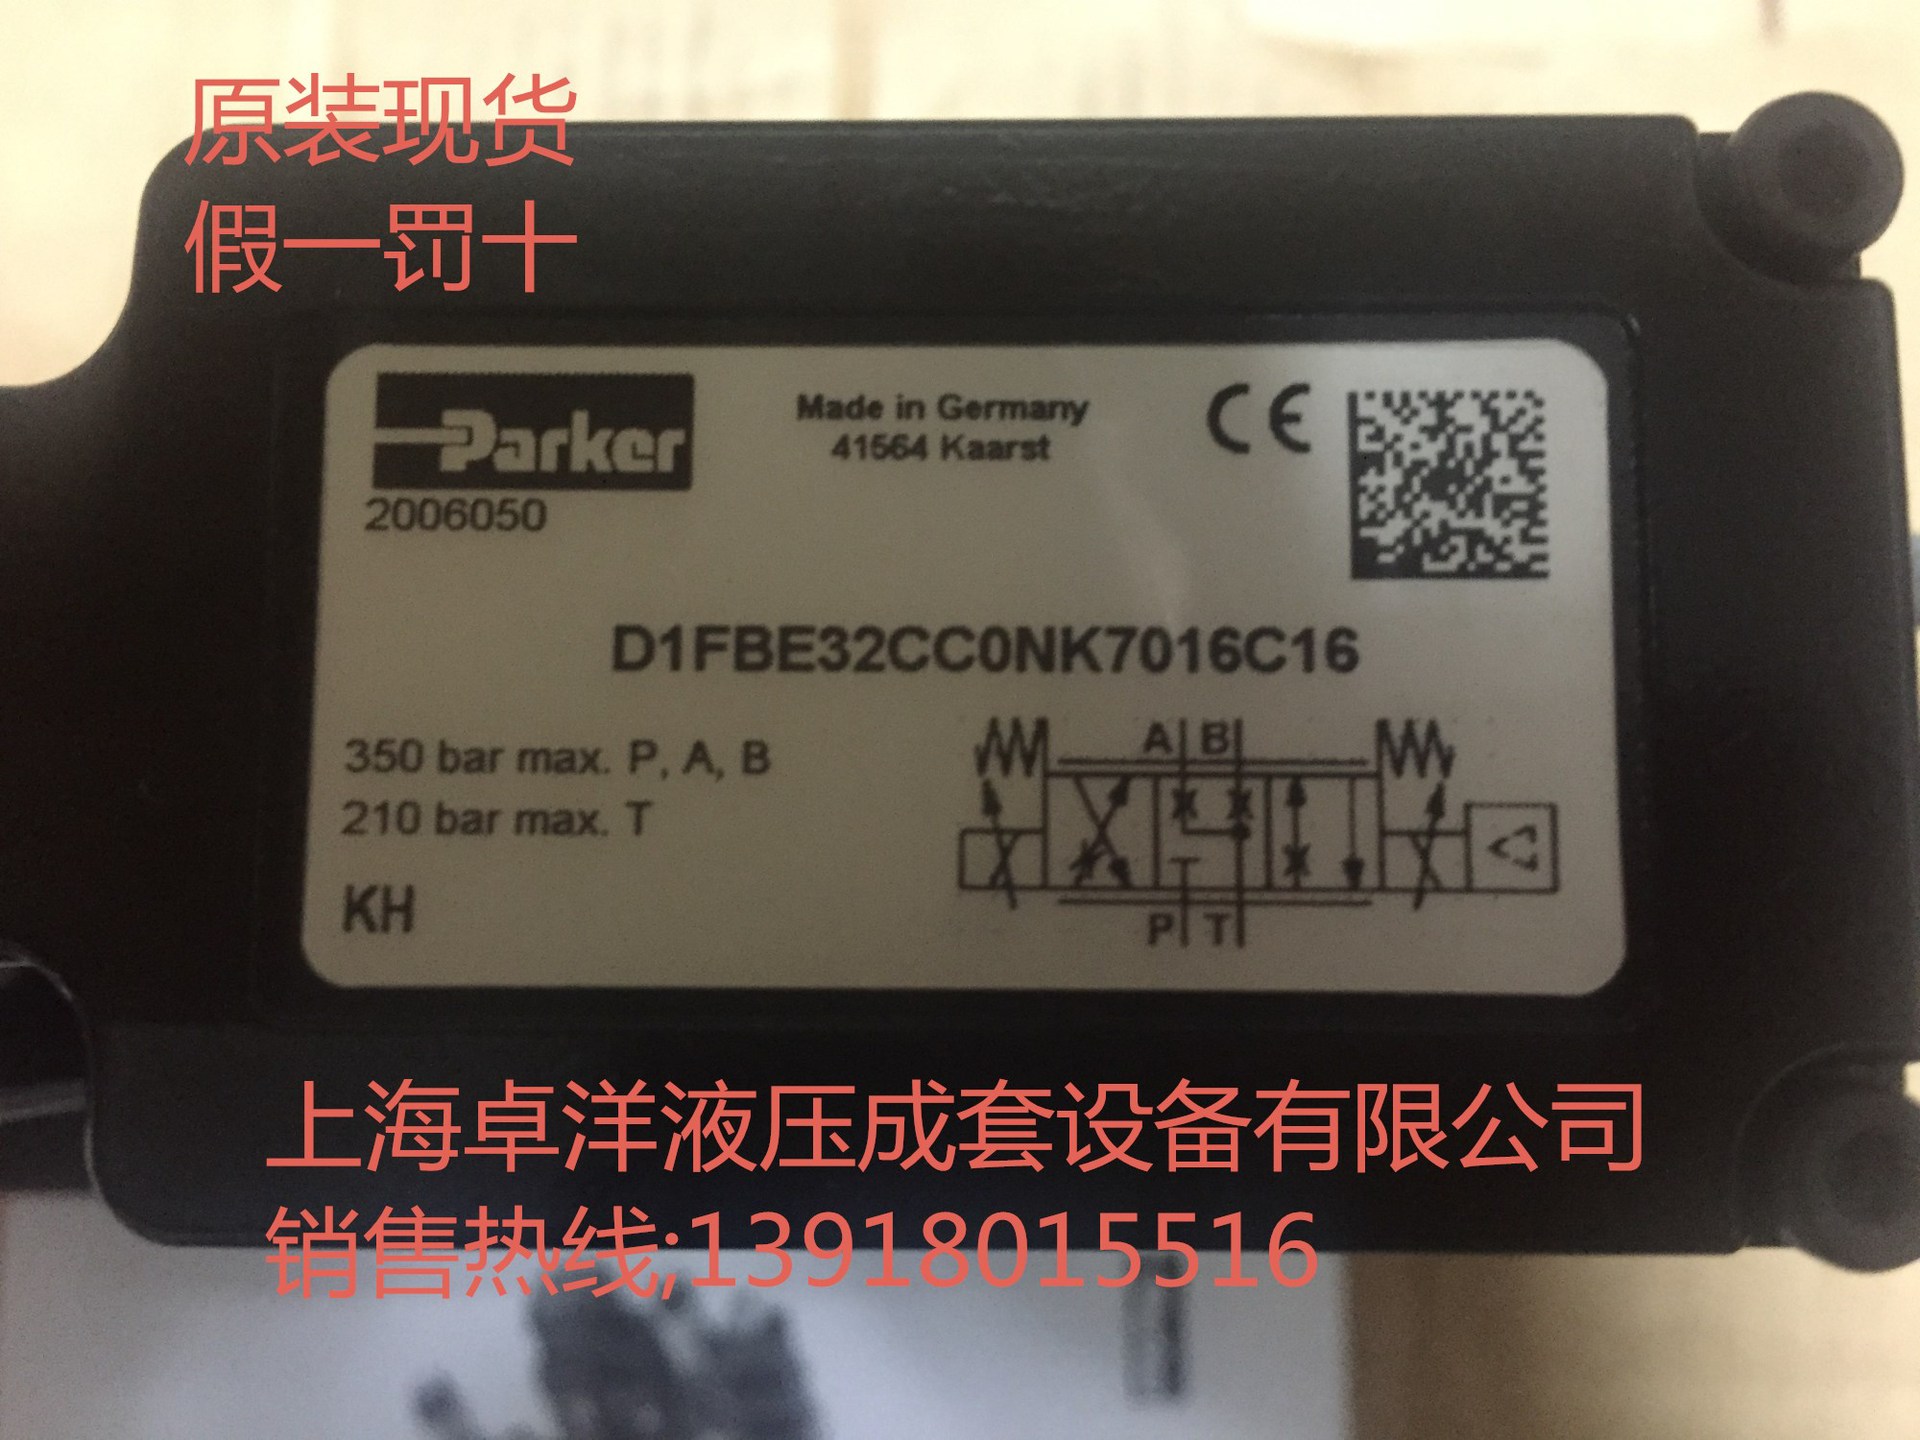 原装现货
假一罚十
Parker
Made in Germany
41564 Kaarst
CE
2006050
D1FBE32CC0NK7016C16
350 bar max. P, A, B
210 bar max. T
KH
A B
P T
上海卓洋液压成套设备有限公司
销售热线;13918015516